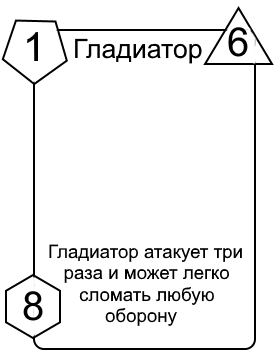 1 Гладиатор 6
Гладиатор атакует три
раза и может легко
сломать любую
оборону
8